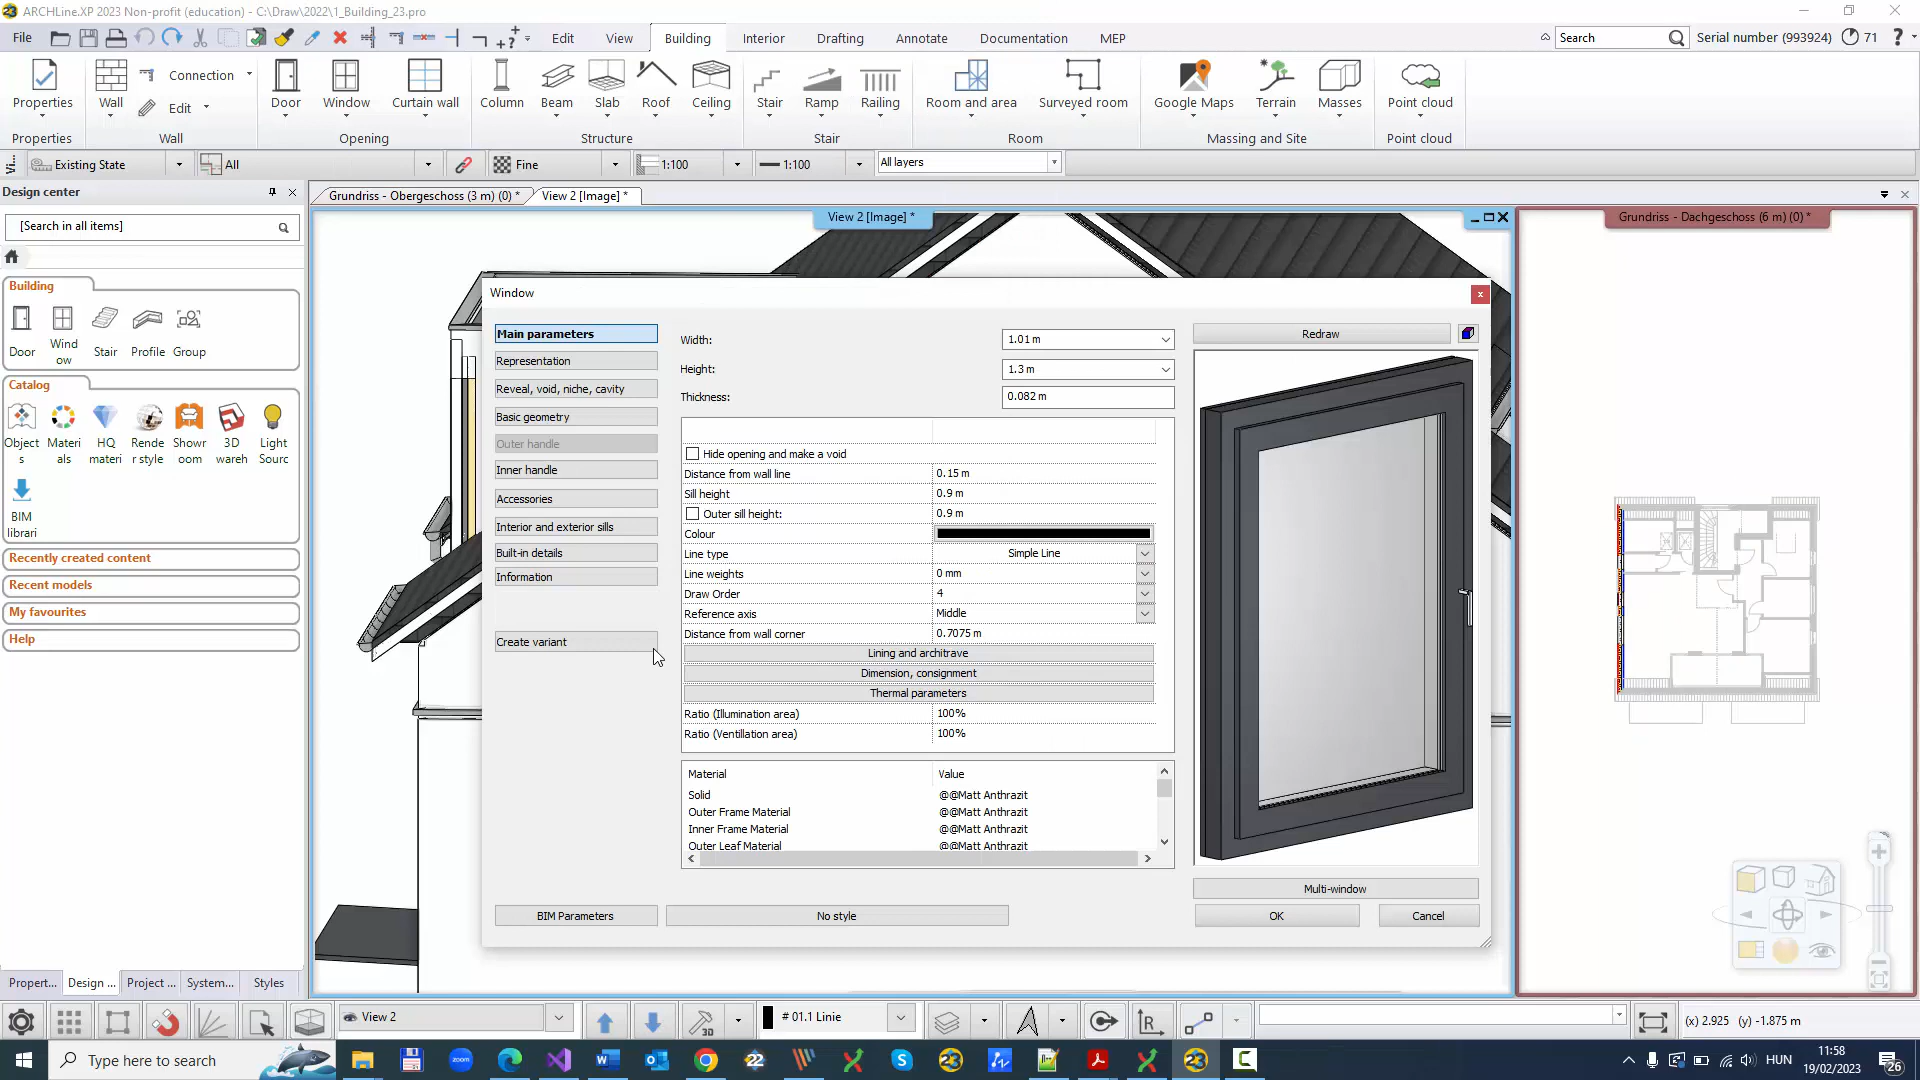 ARCHLine.XP 2023 Non-profit (education) - C:\Draw\2022\1_Building_23.pro
File
Edit
View
Building
Interior
Drafting
Annotate
Documentation
MEP
Search
Serial number (993924)
71
?
Properties
Wall
Connection
Edit
Door
Window
Curtain wall
Column
Beam
Slab
Roof
Ceiling
Stair
Ramp
Railing
Room and area
Surveyed room
Google Maps
Terrain
Masses
Point cloud
Properties
Wall
Opening
Structure
Stair
Room
Massing and Site
Point cloud
Existing State
All
Fine
1:100
1:100
All layers
Design center
Grundriss - Obergeschoss (3 m) (0) *
View 2 [Image] *
View 2 [Image] *
Grundriss - Dachgeschoss (6 m) (0) *
[Search in all items]
Building
Door
Wind
ow
Stair
Profile
Group
Catalog
Object
s
Materi
als
HQ
materi
Rende
r style
Showr
oom
3D
wareh
Light
Sourc
BIM
librari
Recently created content
Recent models
My favourites
Help
Window
Main parameters
Representation
Reveal, void, niche, cavity
Basic geometry
Outer handle
Inner handle
Accessories
Interior and exterior sills
Built-in details
Information
Create variant
Width:
1.01 m
Height:
1.3 m
Thickness:
0.082 m
Hide opening and make a void
Distance from wall line
0.15 m
Sill height
0.9 m
Outer sill height:
0.9 m
Colour
Line type
Simple Line
Line weights
0 mm
Draw Order
4
Reference axis
Middle
Distance from wall corner
0.7075 m
Lining and architrave
Dimension, consignment
Thermal parameters
Ratio (Illumination area)
100%
Ratio (Ventillation area)
100%
Material
Value
Solid
@@Matt Anthrazit
Outer Frame Material
@@Matt Anthrazit
Inner Frame Material
@@Matt Anthrazit
Outer Leaf Material
@@Matt Anthrazit
Redraw
Multi-window
BIM Parameters
No style
OK
Cancel
Propert...
Design ...
Project ...
System...
Styles
View 2
3D
# 01.1 Linie
R
(x) 2.925 (y) -1.875 m
Type here to search
zoom
HUN
11:58
19/02/2023
26